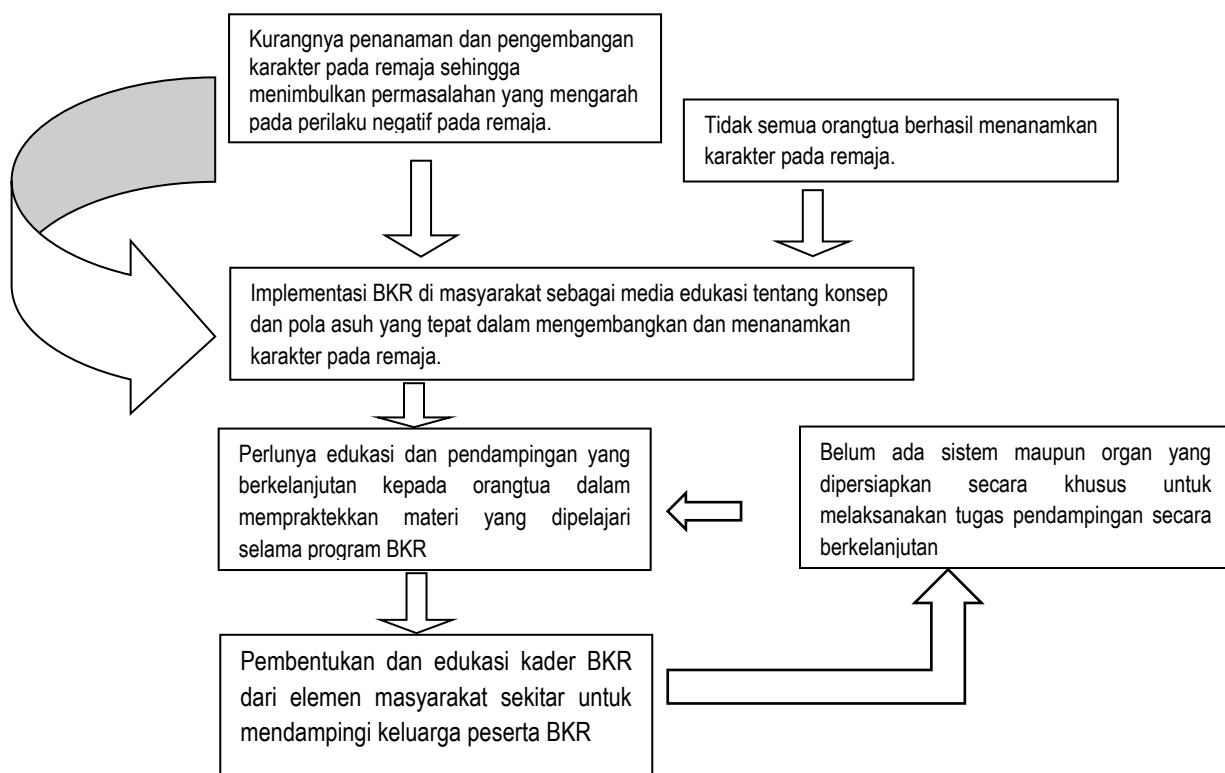 Kurangnya penanaman dan pengembangan
karakter pada remaja sehingga
menimbulkan permasalahan yang mengarah
pada perilaku negatif pada remaja.
Tidak semua orangtua berhasil menanamkan
karakter pada remaja.
Implementasi BKR di masyarakat sebagai media edukasi tentang konsep
dan pola asuh yang tepat dalam mengembangkan dan menanamkan
karakter pada remaja.
Perlunya edukasi dan pendampingan yang
berkelanjutan kepada orangtua dalam
mempraktekkan materi yang dipelajari
selama program BKR
Belum ada sistem maupun organ yang
dipersiapkan secara khusus untuk
melaksanakan tugas pendampingan secara
berkelanjutan
Pembentukan dan edukasi kader BKR
dari elemen masyarakat sekitar untuk
mendampingi keluarga peserta BKR